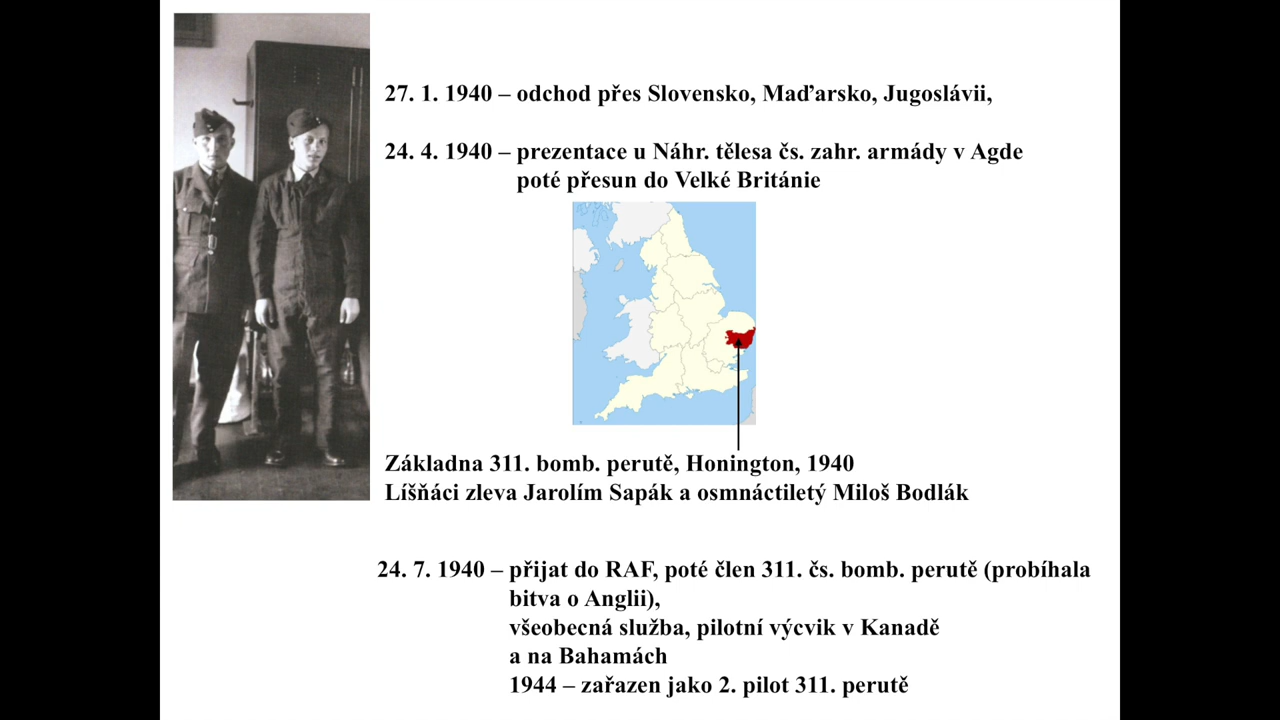 27. 1. 1940 – odchod přes Slovensko, Maďarsko, Jugoslávii,
24. 4. 1940 – prezentace u Náhr. tělesa čs. zahr. armády v Agde
poté přesun do Velké Británie
Základna 311. bomb. perutě, Honington, 1940
Líšňáci zleva Jarolím Sapák a osmnáctiletý Miloš Bodlák
24. 7. 1940 – přijat do RAF, poté člen 311. čs. bomb. perutě (probíhala
bitva o Anglii),
všeobecná služba, pilotní výcvik v Kanadě
a na Bahamách
1944 – zařazen jako 2. pilot 311. perutě